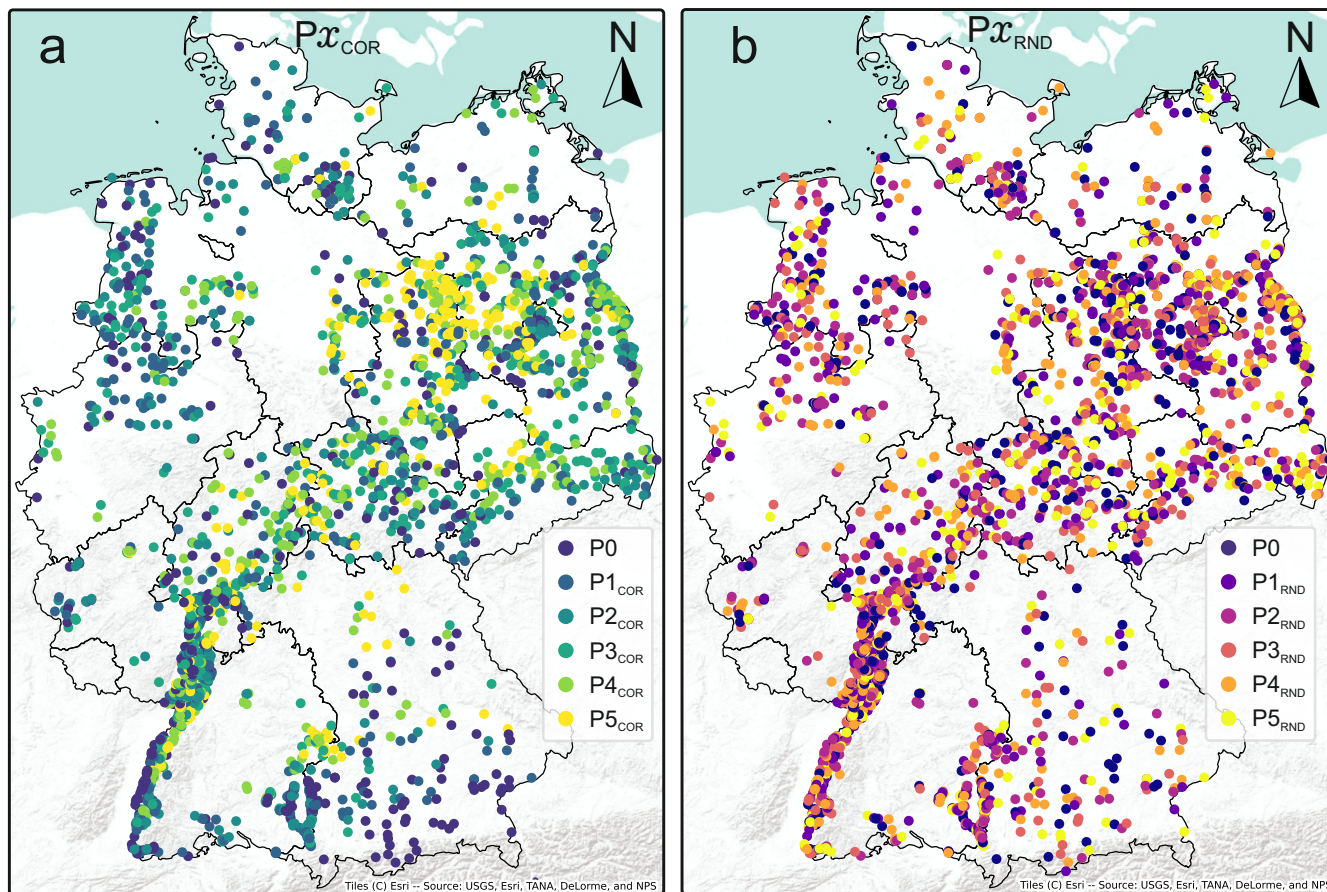 a
Px_COR
N
P0
P1_COR
P2_COR
P3_COR
P4_COR
P5_COR
Tiles (C) Esri -- Source: USGS, Esri, TANA, DeLorme, and NPS
b
Px_RND
N
P0
P1_RND
P2_RND
P3_RND
P4_RND
P5_RND
Tiles (C) Esri -- Source: USGS, Esri, TANA, DeLorme, and NPS